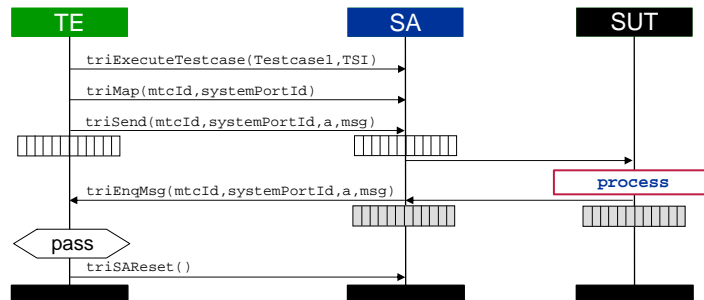 TE SA SUT
triExecuteTestcase(Testcase1,TSI)
triMap(mtcId,systemPortId)
triSend(mtcId,systemPortId,a,msg)
process
triEnqMsg(mtcId,systemPortId,a,msg)
pass
triSAReset()